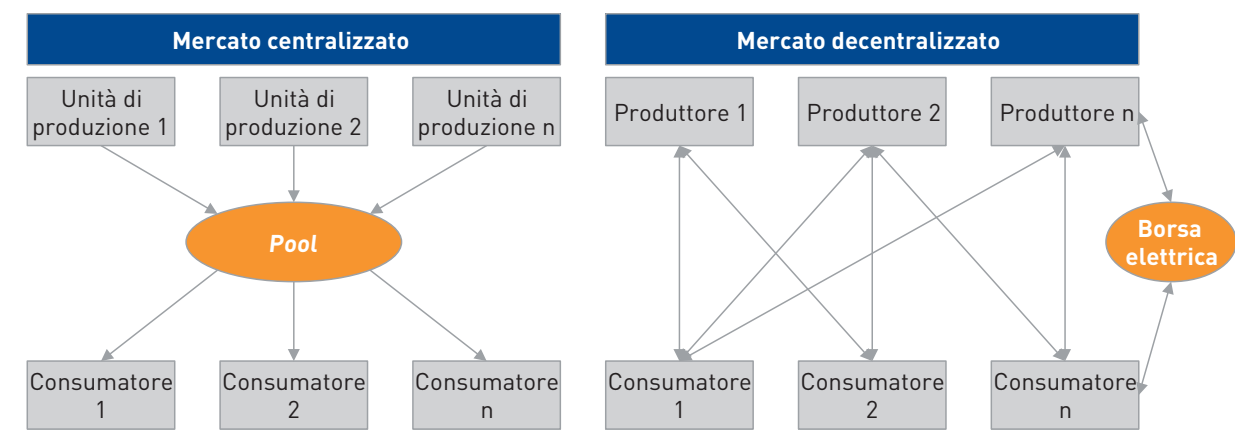 Mercato centralizzato
Unità di
produzione 1
Unità di
produzione 2
Unità di
produzione n
Pool
Consumatore
1
Consumatore
2
Consumatore
n
Mercato decentralizzato
Produttore 1
Produttore 2
Produttore n
Borsa
elettrica
Consumatore
1
Consumatore
2
Consumatore
n